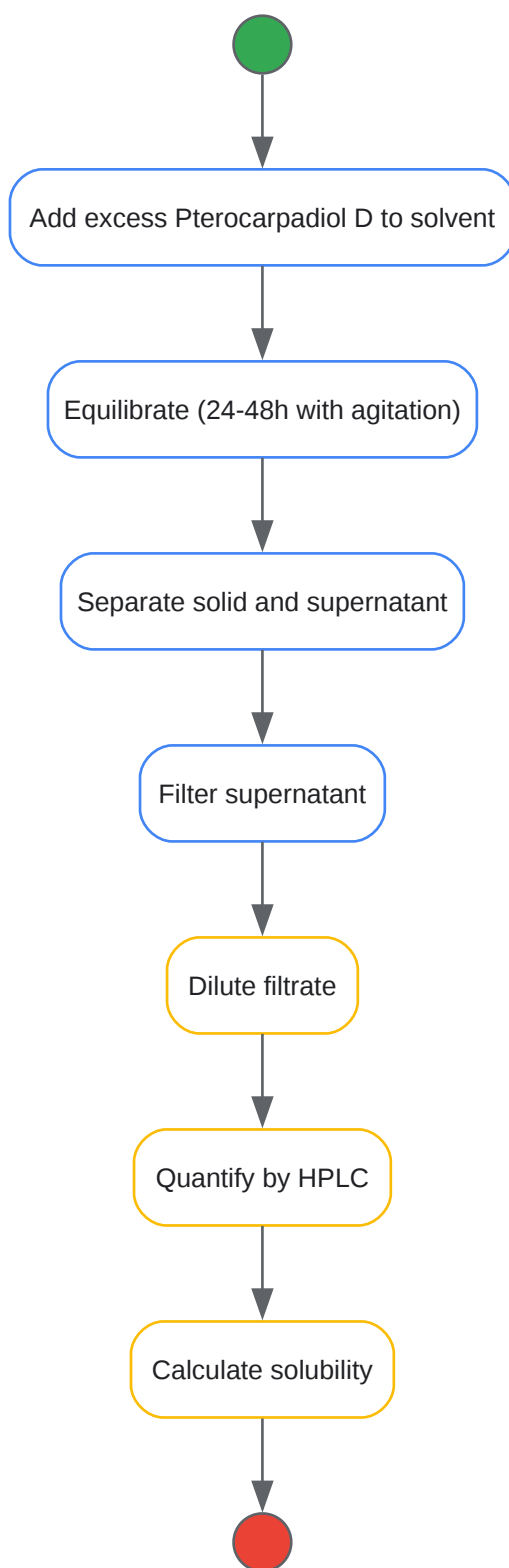 Add excess Pterocarpadiol D to solvent
Equilibrate (24-48h with agitation)
Separate solid and supernatant
Filter supernatant
Dilute filtrate
Quantify by HPLC
Calculate solubility